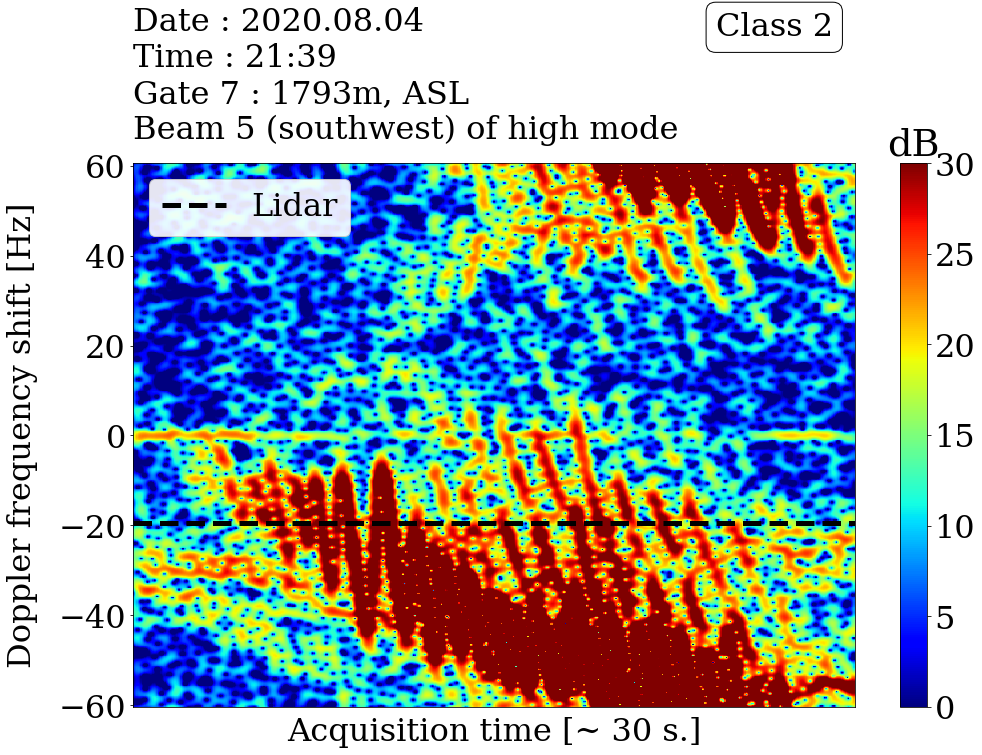 Date : 2020.08.04
Time : 21:39
Gate 7 : 1793m, ASL
Beam 5 (southwest) of high mode
Class 2
dB
Lidar
Doppler frequency shift [Hz]
60
40
20
0
−20
−40
−60
Acquisition time [~ 30 s.]
30
25
20
15
10
5
0